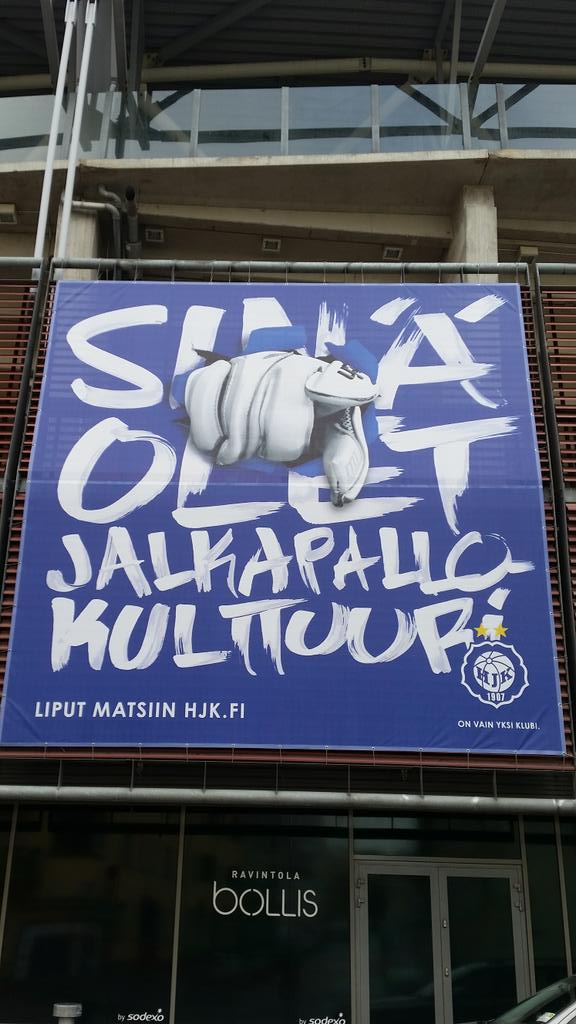 SINÄ
OLET
JALKAPALLO-
KULTTUURI
HJK
1907
LIPUT MATSIIN HJK.FI
ON VAIN YKSI KLUBI.
RAVINTOLA
bOLLIS
by sodexo
by sodexo